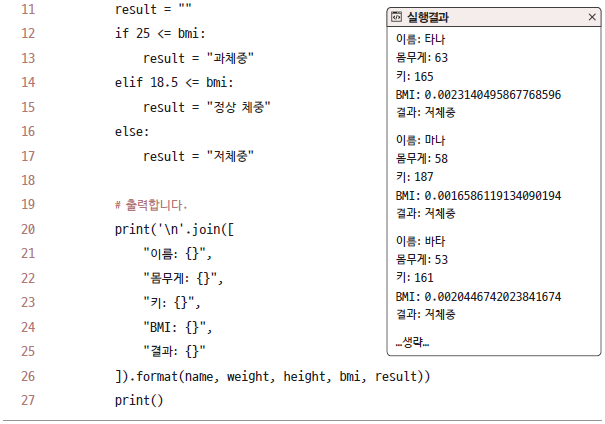 11 result = ""
12 if 25 <= bmi:
13 result = "과체중"
14 elif 18.5 <= bmi:
15 result = "정상 체중"
16 else:
17 result = "저체중"
18
19 # 출력합니다.
20 print('\n'.join([
21 "이름: {}",
22 "몸무게: {}",
23 "키: {}",
24 "BMI: {}",
25 "결과: {}"
26 ]).format(name, weight, height, bmi, result))
27 print()
실행결과
이름: 타나
몸무게: 63
키: 165
BMI: 0.0023140495867768596
결과: 저체중
이름: 마나
몸무게: 58
키: 187
BMI: 0.0016586119134090194
결과: 저체중
이름: 바타
몸무게: 53
키: 161
BMI: 0.0020446742023841674
결과: 저체중
…생략…